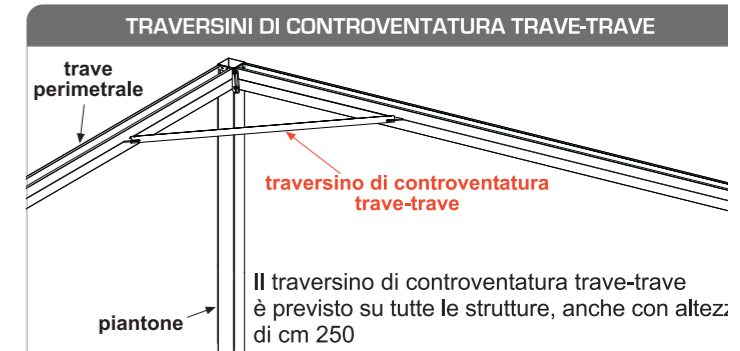 TRAVERSINI DI CONTROVENTATURA TRAVE-TRAVE
trave
perimetrale
traversino di controventatura
trave-trave
Il traversino di controventatura trave-trave
è previsto su tutte le strutture, anche con altezz
di cm 250
piantone